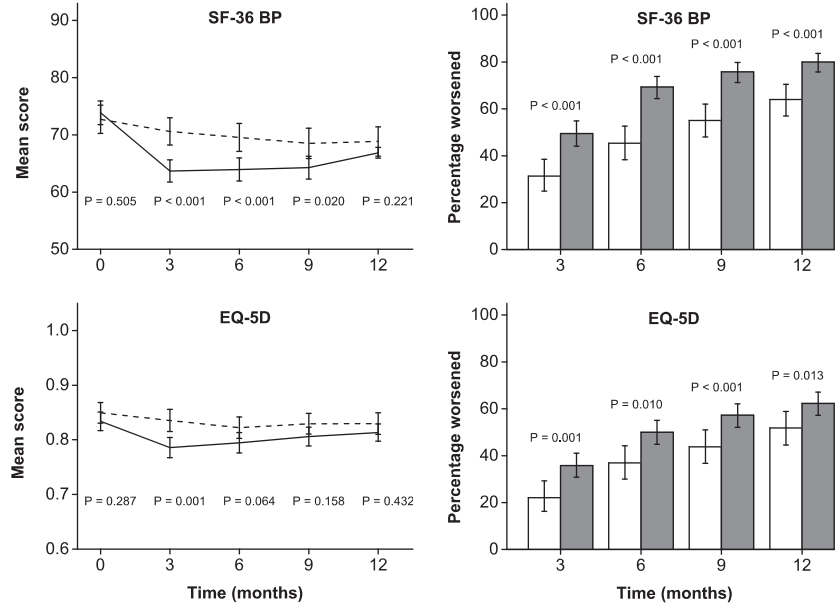 SF-36 BP
Mean score
90
80
70
60
50
P = 0.505 P < 0.001 P < 0.001 P = 0.020 P = 0.221
0 3 6 9 12
SF-36 BP
Percentage worsened
100
80
60
40
20
0
P < 0.001
P < 0.001
P < 0.001
P < 0.001
3 6 9 12
EQ-5D
Mean score
1.0
0.9
0.8
0.7
0.6
P = 0.287 P = 0.001 P = 0.064 P = 0.158 P = 0.432
0 3 6 9 12
Time (months)
EQ-5D
Percentage worsened
100
80
60
40
20
0
P = 0.001
P = 0.010
P < 0.001
P = 0.013
3 6 9 12
Time (months)